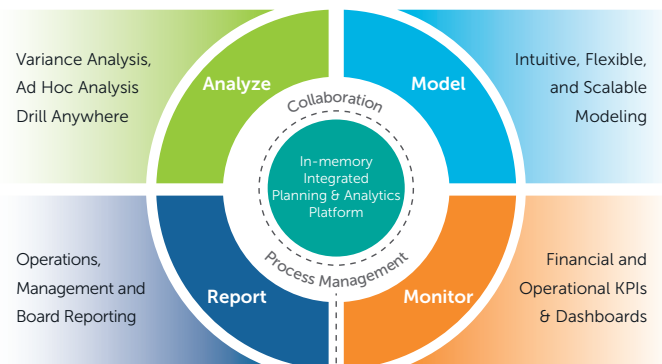 Variance Analysis,
Ad Hoc Analysis
Drill Anywhere
Analyze
Model
Intuitive, Flexible,
and Scalable
Modeling
Collaboration
In-memory
Integrated
Planning & Analytics
Platform
Process Management
Operations,
Management and
Board Reporting
Report
Monitor
Financial and
Operational KPIs
& Dashboards